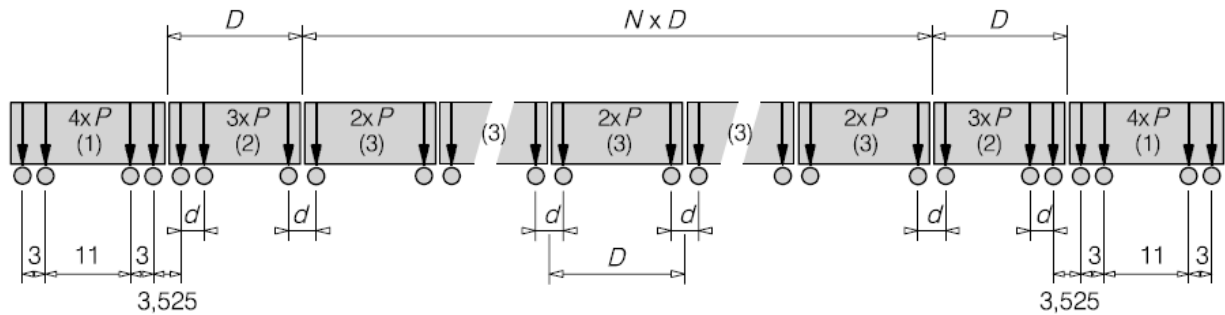 D N x D D
4x P 3x P 2x P 2x P 2x P 3x P 4x P
(1) (2) (3) (3) (3) (3) (3) (2) (1)
d d d d d d
3 11 3 D 3 11 3
3,525 3,525